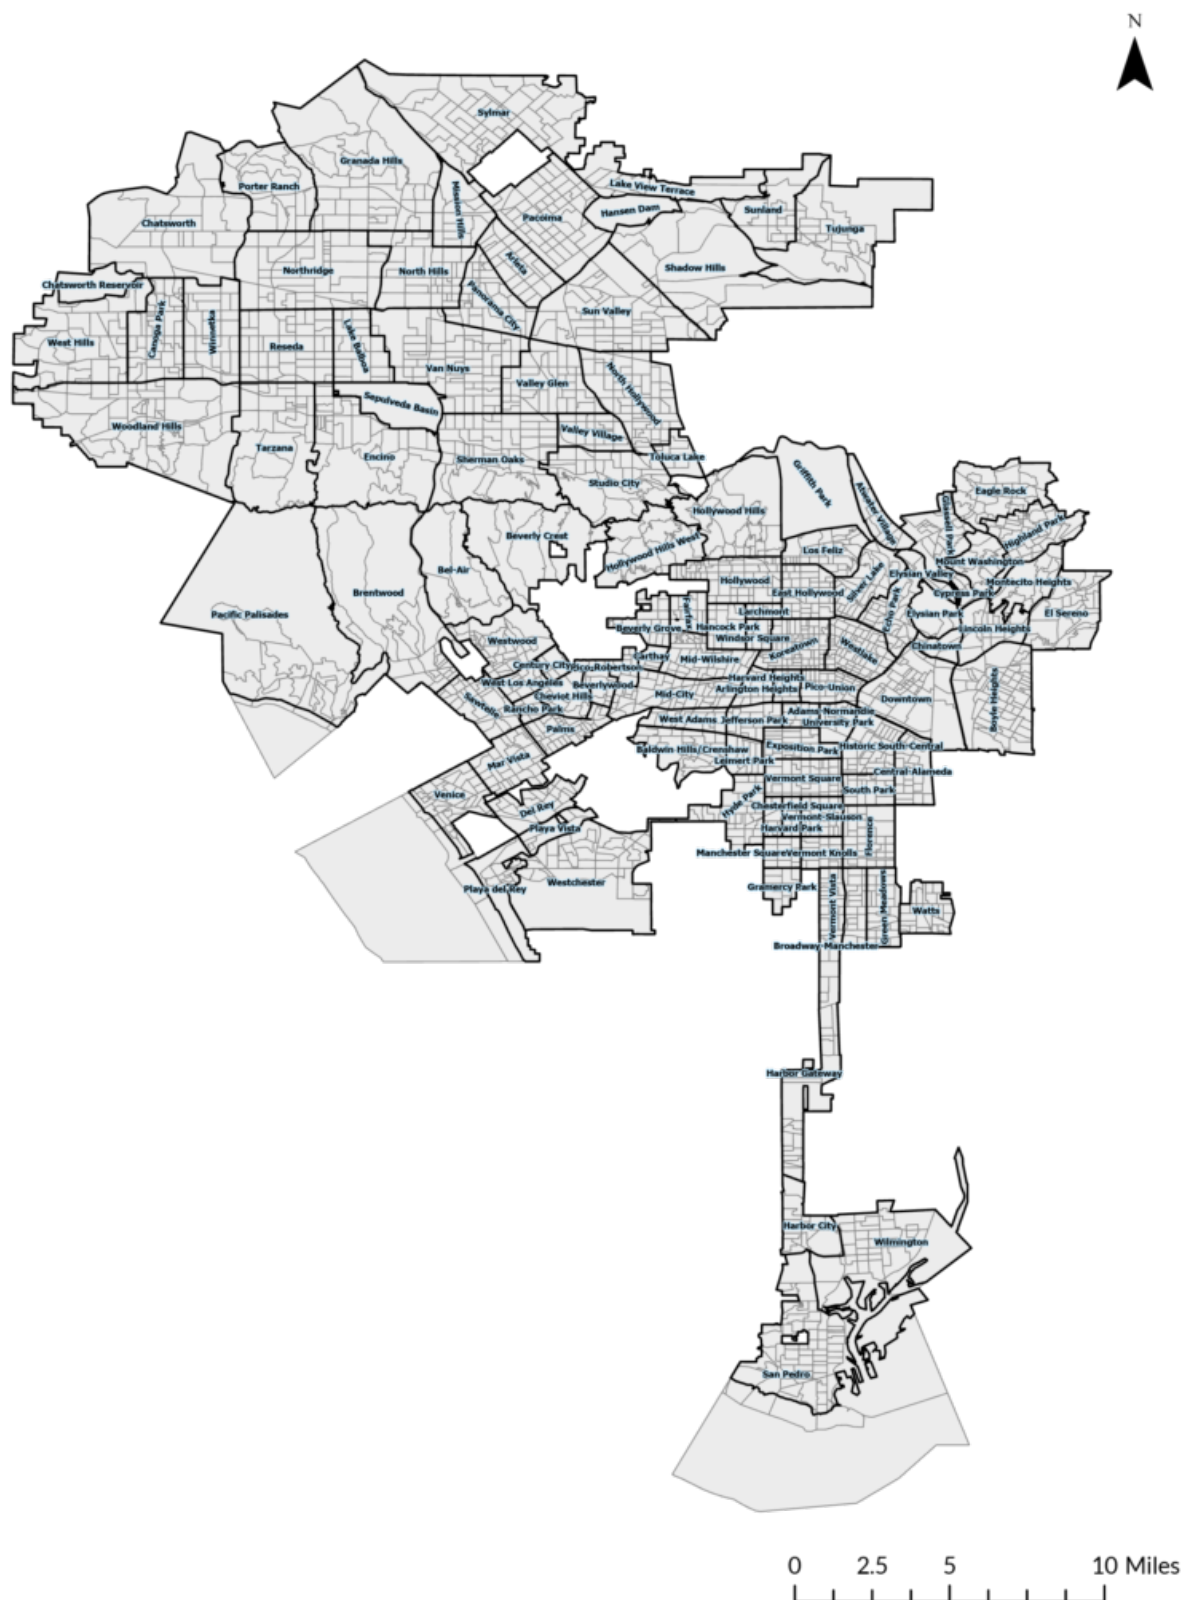 N
Sylmar
Granada Hills
Porter Ranch
Mission Hills
Lake View Terrace
Hansen Dam
Sunland
Pacoima
Chatsworth
Tujunga
Arleta
Northridge
North Hills
Shadow Hills
Chatsworth Reservoir
Panorama City
Sun Valley
Canoga Park
Winnetka
West Hills
Reseda
Lake Balboa
Van Nuys
Valley Glen
North Hollywood
Sepulveda Basin
Woodland Hills
Valley Village
Tarzana
Encino
Sherman Oaks
Toluca Lake
Studio City
Griffith Park
Atwater Village
Eagle Rock
Glassell Park
Hollywood Hills
Highland Park
Beverly Crest
Hollywood Hills West
Los Feliz
Mount Washington
Bel-Air
Elysian Valley
Silver Lake
Hollywood
Montecito Heights
Brentwood
East Hollywood
Cypress Park
Echo Park
Pacific Palisades
Fairfax
Larchmont
Elysian Park
El Sereno
Beverly Grove
Hancock Park
Lincoln Heights
Westwood
Windsor Square
Koreatown
Westlake
Chinatown
Carthay
Mid-Wilshire
Century City
Pico-Robertson
Harvard Heights
West Los Angeles
Beverlywood
Arlington Heights
Pico-Union
Cheviot Hills
Mid-City
Downtown
Boyle Heights
Sawtelle
Rancho Park
Adams-Normandie
West Adams
Jefferson Park
University Park
Palms
Baldwin Hills/Crenshaw
Exposition Park
Historic South-Central
Mar Vista
Leimert Park
Central-Alameda
Vermont Square
Venice
South Park
Hyde Park
Del Rey
Chesterfield Square
Vermont-Slauson
Playa Vista
Harvard Park
Florence
Manchester Square
Vermont Knolls
Westchester
Playa del Rey
Gramercy Park
Vermont Vista
Green Meadows
Watts
Broadway-Manchester
Harbor Gateway
Harbor City
Wilmington
San Pedro
0 2.5 5 10 Miles